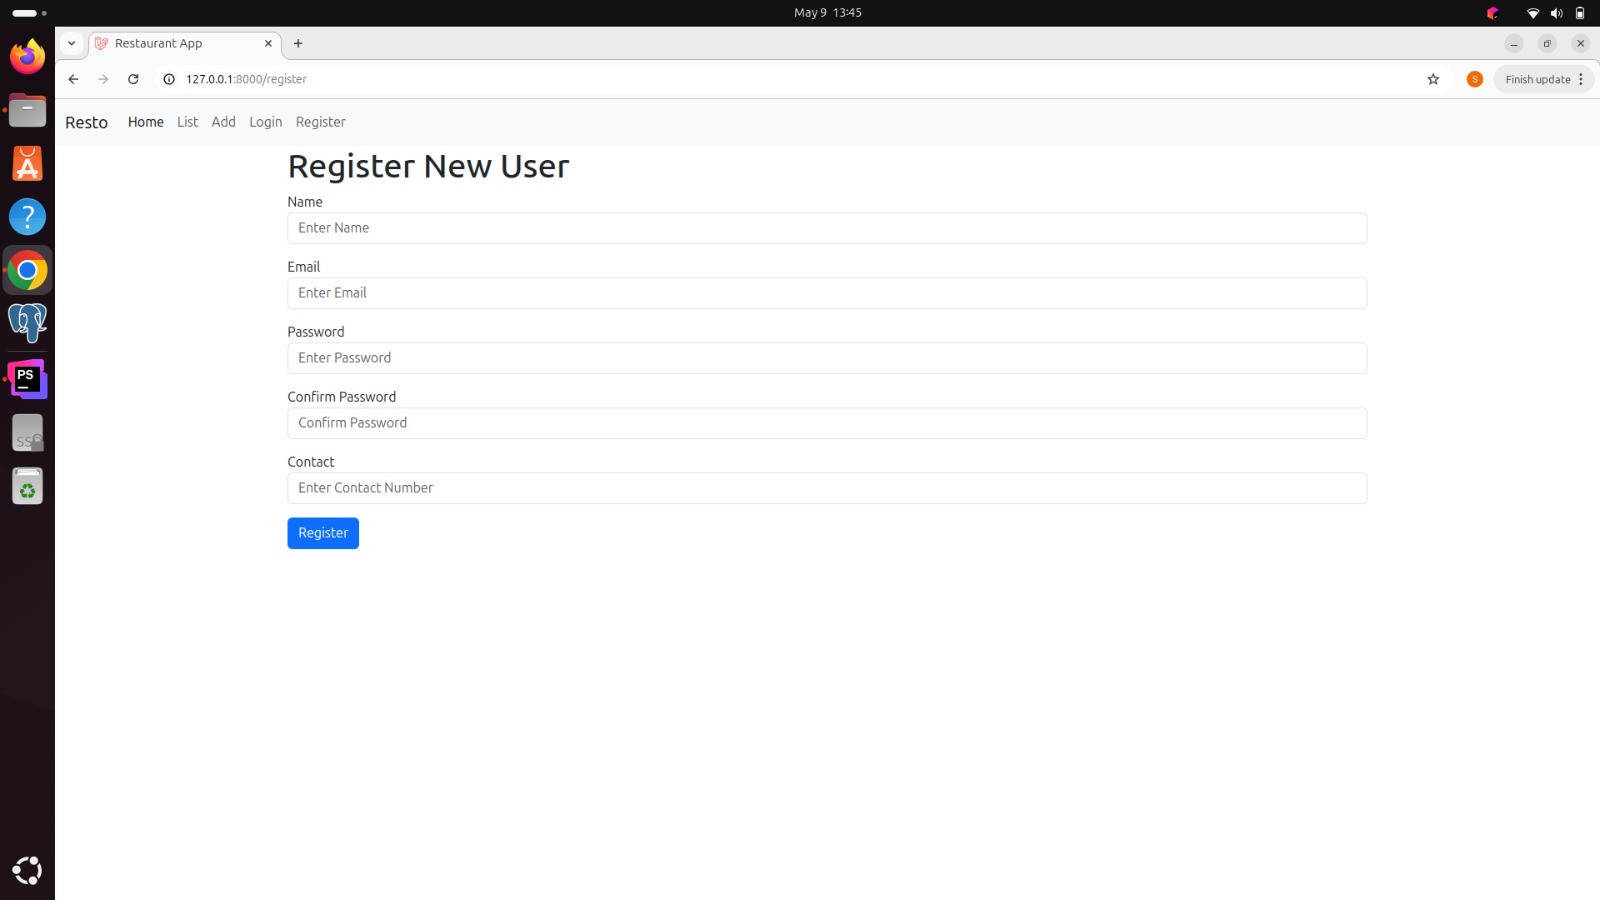 May 9 13:45
Restaurant App
127.0.0.1:8000/register
S
Finish update
Resto Home List Add Login Register
Register New User
Name
Enter Name
Email
Enter Email
Password
Enter Password
Confirm Password
Confirm Password
Contact
Enter Contact Number
Register
PS
SSD